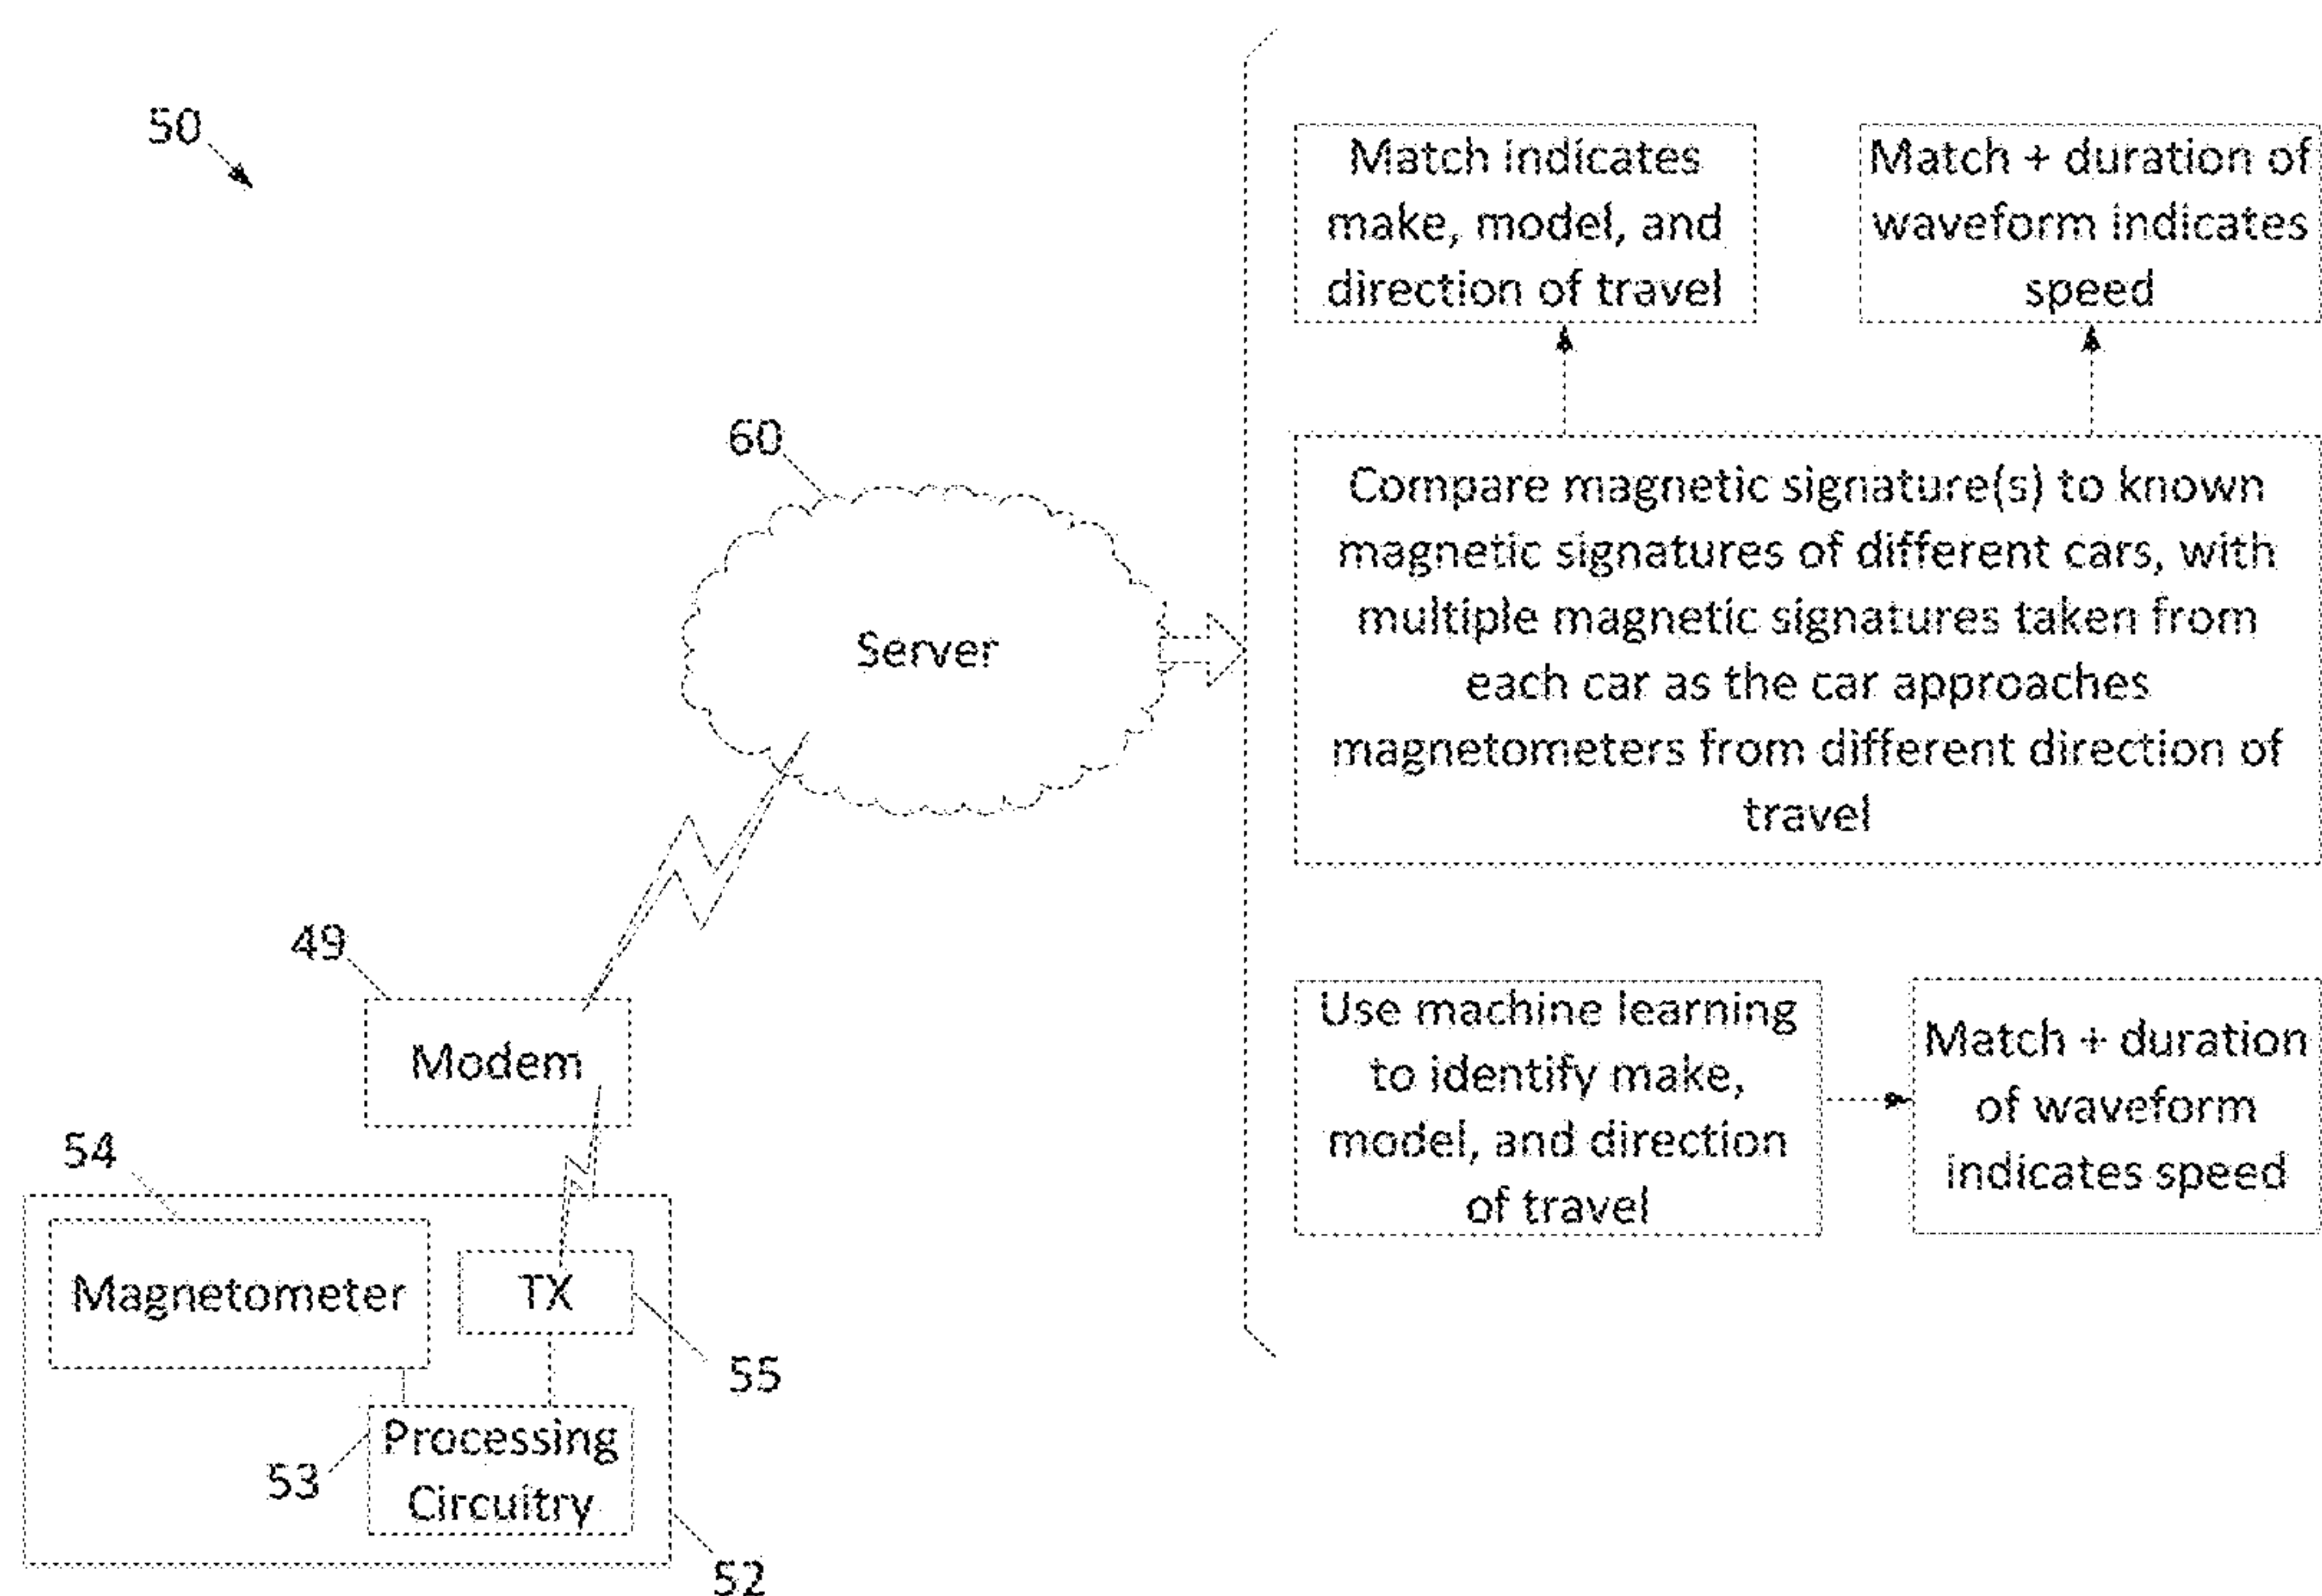 50
Match indicates
make, model, and
direction of travel
Match + duration of
waveform indicates
speed
60
Server
Compare magnetic signature(s) to known
magnetic signatures of different cars, with
multiple magnetic signatures taken from
each car as the car approaches
magnetometers from different direction of
travel
49
Modem
Use machine learning
to identify make,
model, and direction
of travel
Match + duration
of waveform
indicates speed
54
Magnetometer
TX
55
53
Processing
Circuitry
52